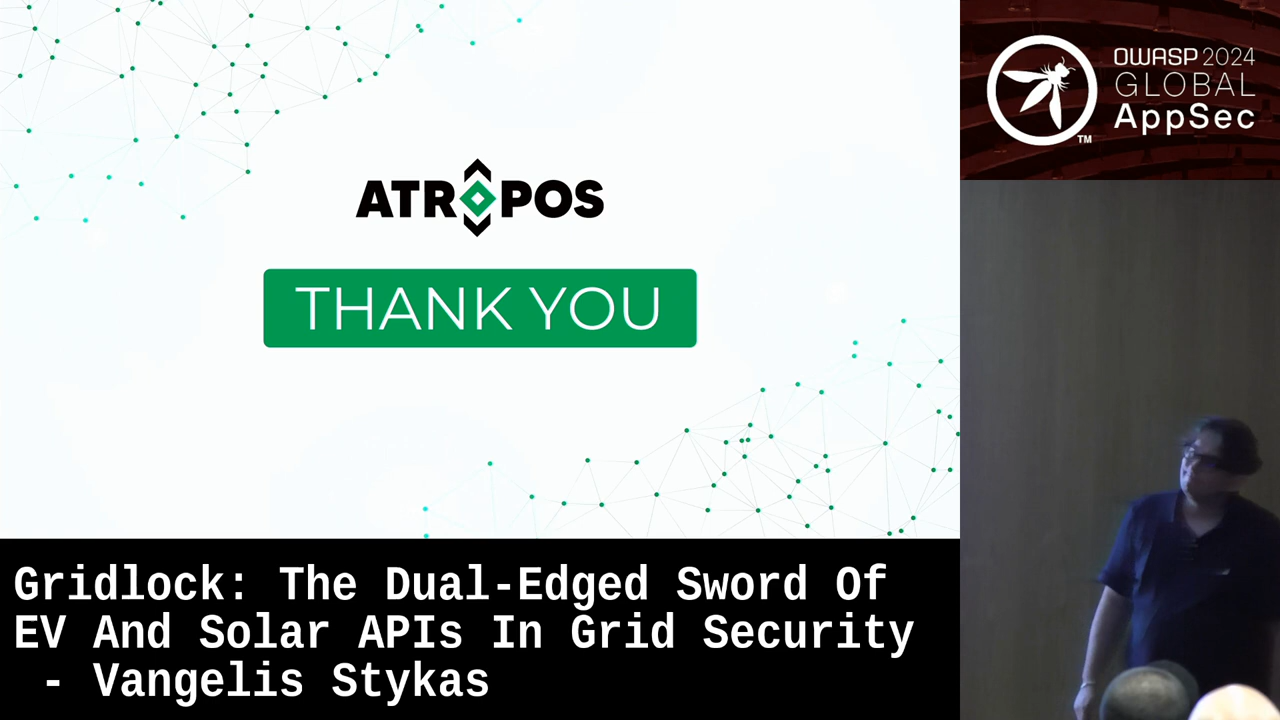 ATROPOS
THANK YOU
OWASP 2024
GLOBAL
AppSec
TM
Gridlock: The Dual-Edged Sword Of
EV And Solar APIs In Grid Security
- Vangelis Stykas